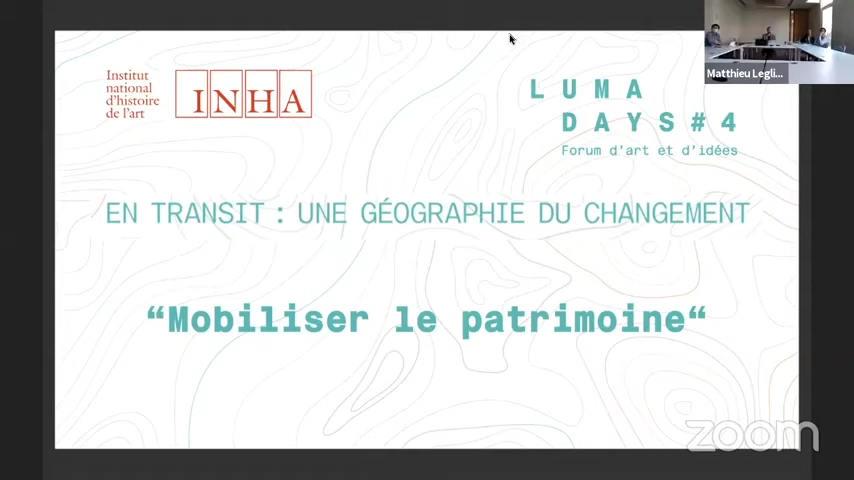 Institut
national
d'histoire
de l'art
INHA
LUMA
DAYS#4
Forum d'art et d'idées
EN TRANSIT : UNE GÉOGRAPHIE DU CHANGEMENT
“Mobiliser le patrimoine“
Matthieu Legli...
zoom